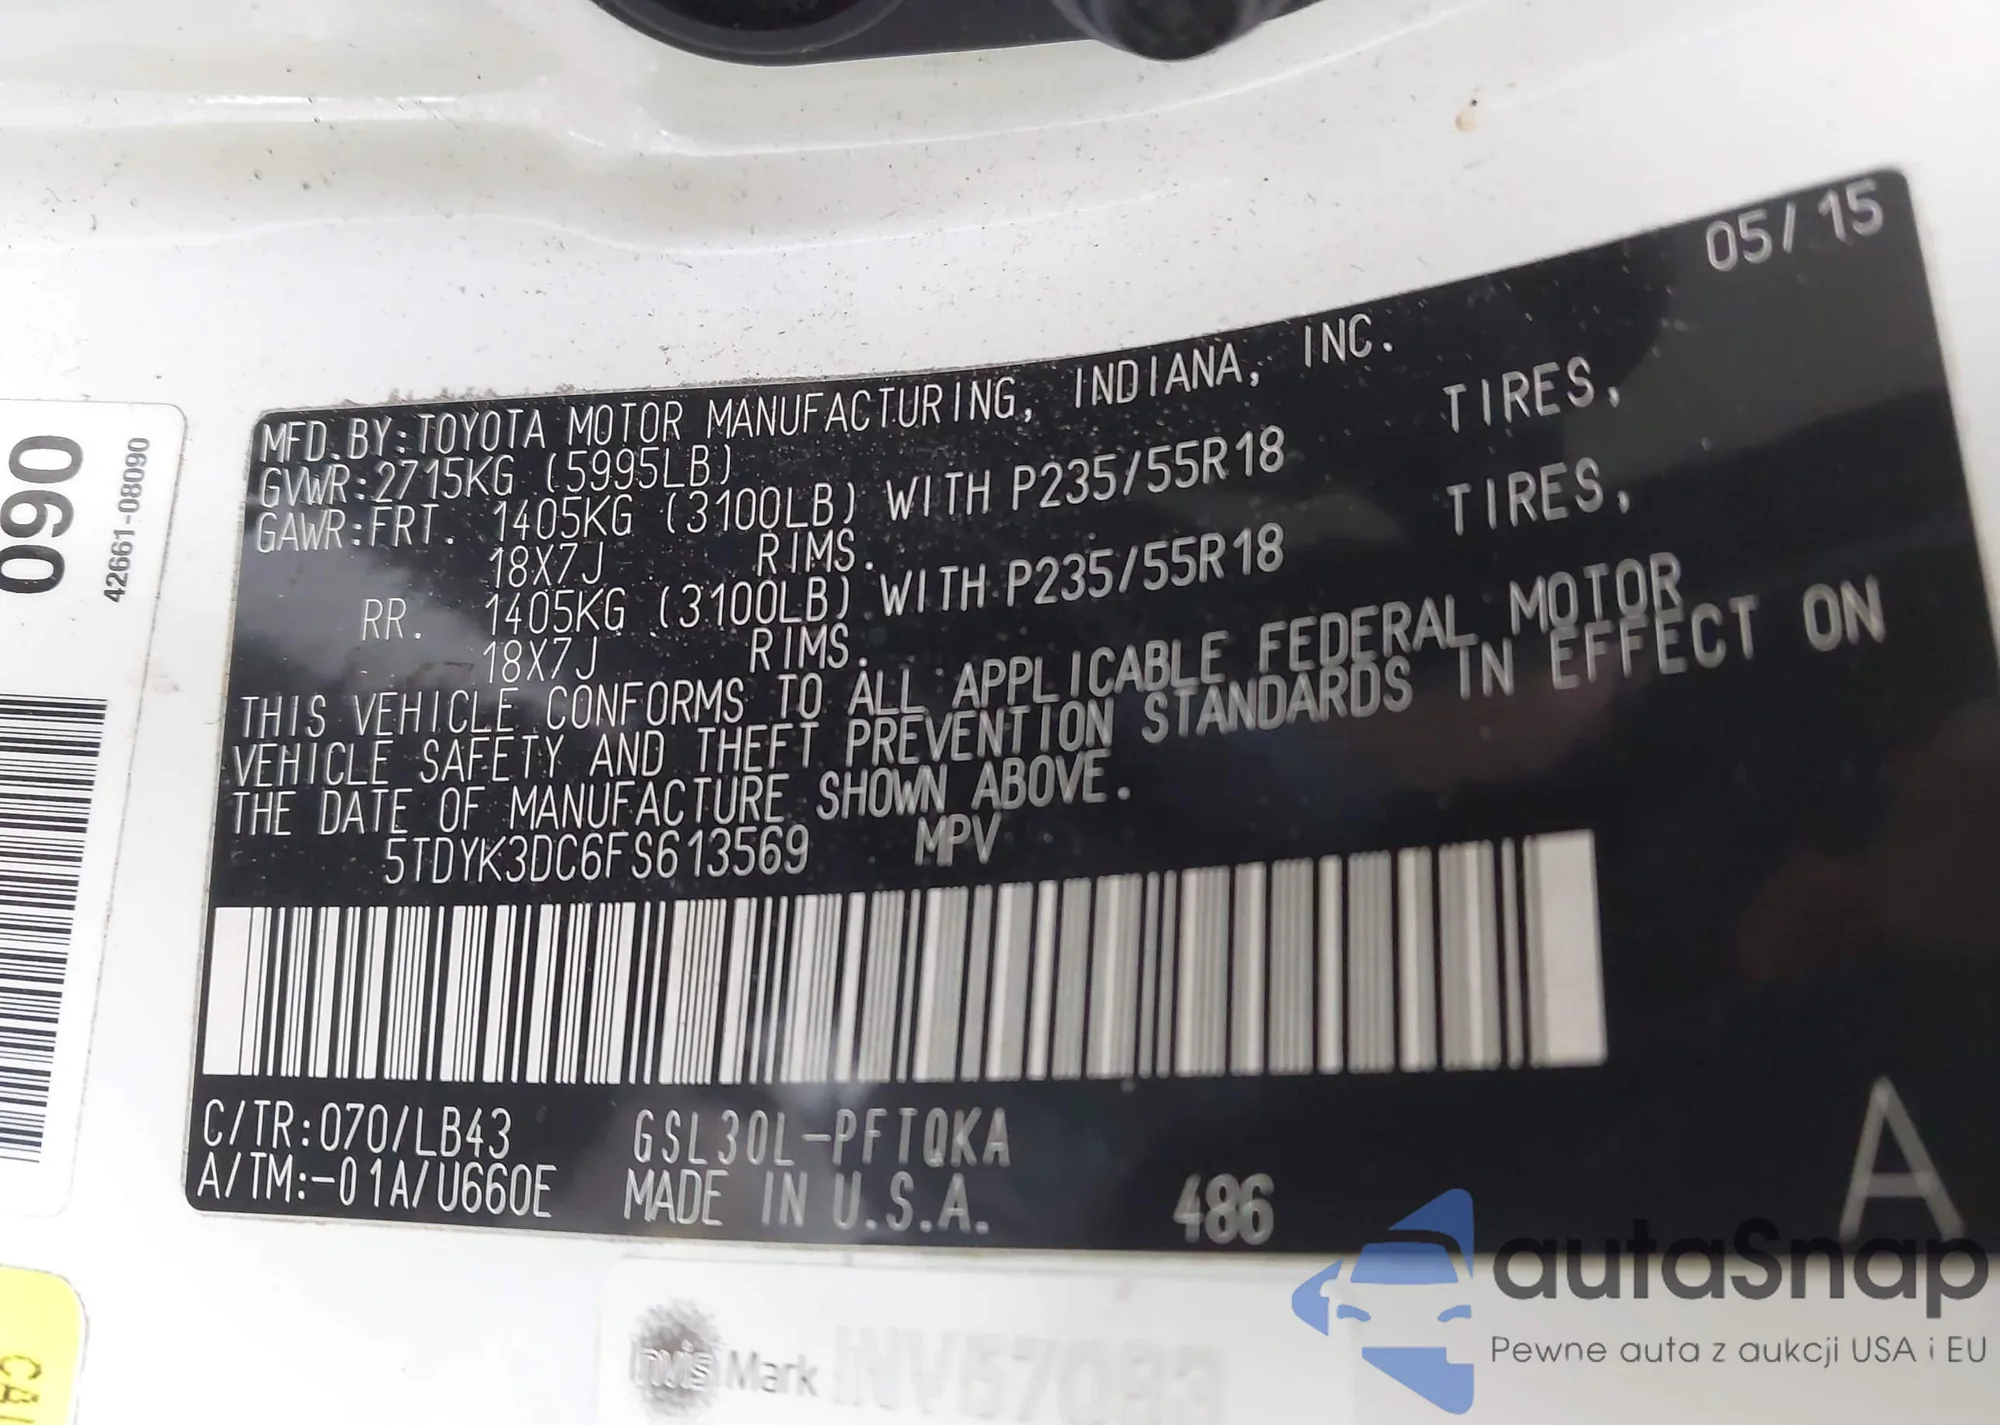 05/15
MFD.BY:TOYOTA MOTOR MANUFACTURING, INDIANA, INC.
GVWR:2715KG (5995LB)
GAWR:FRT. 1405KG (3100LB) WITH P235/55R18 TIRES,
18X7J RIMS.
RR. 1405KG (3100LB) WITH P235/55R18 TIRES,
18X7J RIMS.
THIS VEHICLE CONFORMS TO ALL APPLICABLE FEDERAL MOTOR
VEHICLE SAFETY AND THEFT PREVENTION STANDARDS IN EFFECT ON
THE DATE OF MANUFACTURE SHOWN ABOVE.
5TDYK3DC6FS613569 MPV
C/TR:070/LB43 GSL30L-PFTQKA
A/TM:-01A/U660E MADE IN U.S.A. 486 A
090
42661-08090
Mark
autaSnap
Pewne auta z aukcji USA i EU